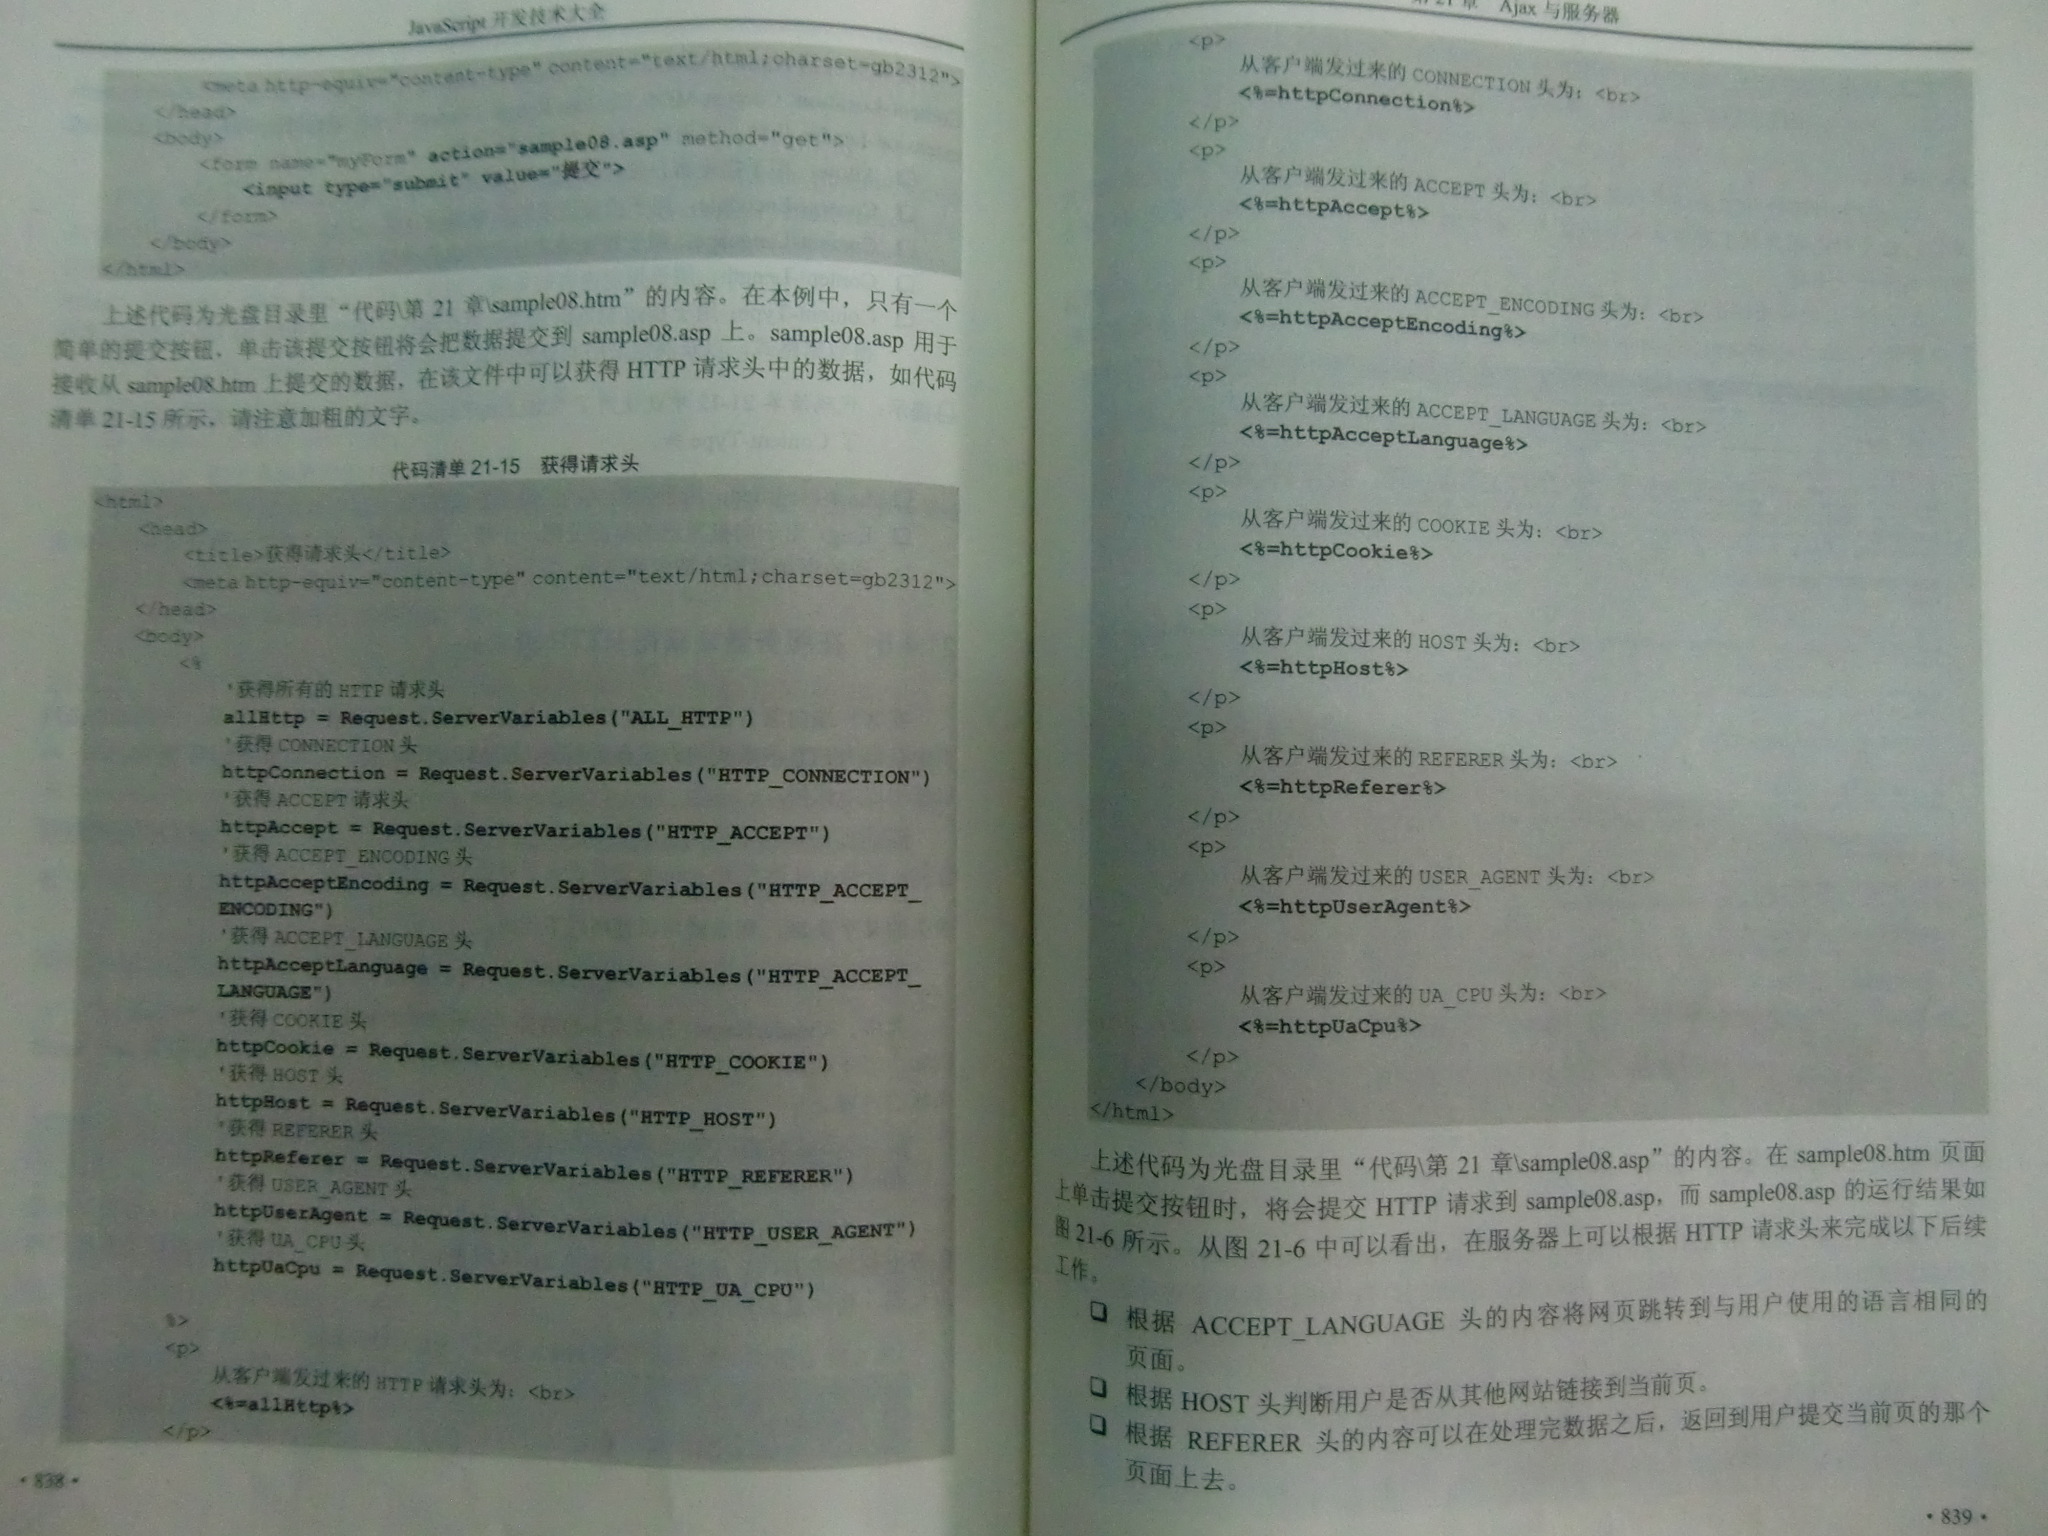 JavaScript 开发技术大全
<meta http-equiv="content-type" content="text/html;charset=gb2312">
</head>
<body>
<form name="myForm" action="sample08.asp" method="get">
<input type="submit" value="提交">
</form>
</body>
</html>
上述代码为光盘目录里“代码\第 21 章\sample08.htm”的内容。在本例中，只有一个
简单的提交按钮，单击该提交按钮将会把数据提交到 sample08.asp 上。sample08.asp 用于
接收从 sample08.htm 上提交的数据，在该文件中可以获得 HTTP 请求头中的数据，如代码
清单 21-15 所示，请注意加粗的文字。
代码清单 21-15 获得请求头
<html>
<head>
<title>获得请求头</title>
<meta http-equiv="content-type" content="text/html;charset=gb2312">
</head>
<body>
<%
'获得所有的 HTTP 请求头
allHttp = Request.ServerVariables("ALL_HTTP")
'获得 CONNECTION 头
httpConnection = Request.ServerVariables("HTTP_CONNECTION")
'获得 ACCEPT 请求头
httpAccept = Request.ServerVariables("HTTP_ACCEPT")
'获得 ACCEPT_ENCODING 头
httpAcceptEncoding = Request.ServerVariables("HTTP_ACCEPT_
ENCODING")
'获得 ACCEPT_LANGUAGE 头
httpAcceptLanguage = Request.ServerVariables("HTTP_ACCEPT_
LANGUAGE")
'获得 COOKIE 头
httpCookie = Request.ServerVariables("HTTP_COOKIE")
'获得 HOST 头
httpHost = Request.ServerVariables("HTTP_HOST")
'获得 REFERER 头
httpReferer = Request.ServerVariables("HTTP_REFERER")
'获得 USER_AGENT 头
httpUserAgent = Request.ServerVariables("HTTP_USER_AGENT")
'获得 UA_CPU 头
httpUaCpu = Request.ServerVariables("HTTP_UA_CPU")
%>
<p>
从客户端发过来的 HTTP 请求头为：<br>
<%=allHttp%>
</p>
• 838 •
第 21 章 Ajax 与服务器
<p>
从客户端发过来的 CONNECTION 头为：<br>
<%=httpConnection%>
</p>
<p>
从客户端发过来的 ACCEPT 头为：<br>
<%=httpAccept%>
</p>
<p>
从客户端发过来的 ACCEPT_ENCODING 头为：<br>
<%=httpAcceptEncoding%>
</p>
<p>
从客户端发过来的 ACCEPT_LANGUAGE 头为：<br>
<%=httpAcceptLanguage%>
</p>
<p>
从客户端发过来的 COOKIE 头为：<br>
<%=httpCookie%>
</p>
<p>
从客户端发过来的 HOST 头为：<br>
<%=httpHost%>
</p>
<p>
从客户端发过来的 REFERER 头为：<br>
<%=httpReferer%>
</p>
<p>
从客户端发过来的 USER_AGENT 头为：<br>
<%=httpUserAgent%>
</p>
<p>
从客户端发过来的 UA_CPU 头为：<br>
<%=httpUaCpu%>
</p>
</body>
</html>
上述代码为光盘目录里“代码\第 21 章\sample08.asp”的内容。在 sample08.htm 页面
上单击提交按钮时，将会提交 HTTP 请求到 sample08.asp，而 sample08.asp 的运行结果如
图 21-6 所示。从图 21-6 中可以看出，在服务器上可以根据 HTTP 请求头来完成以下后续
工作。
❑ 根据 ACCEPT_LANGUAGE 头的内容将网页跳转到与用户使用的语言相同的
页面。
❑ 根据 HOST 头判断用户是否从其他网站链接到当前页。
❑ 根据 REFERER 头的内容可以在处理完数据之后，返回到用户提交当前页的那个
页面上去。
• 839 •